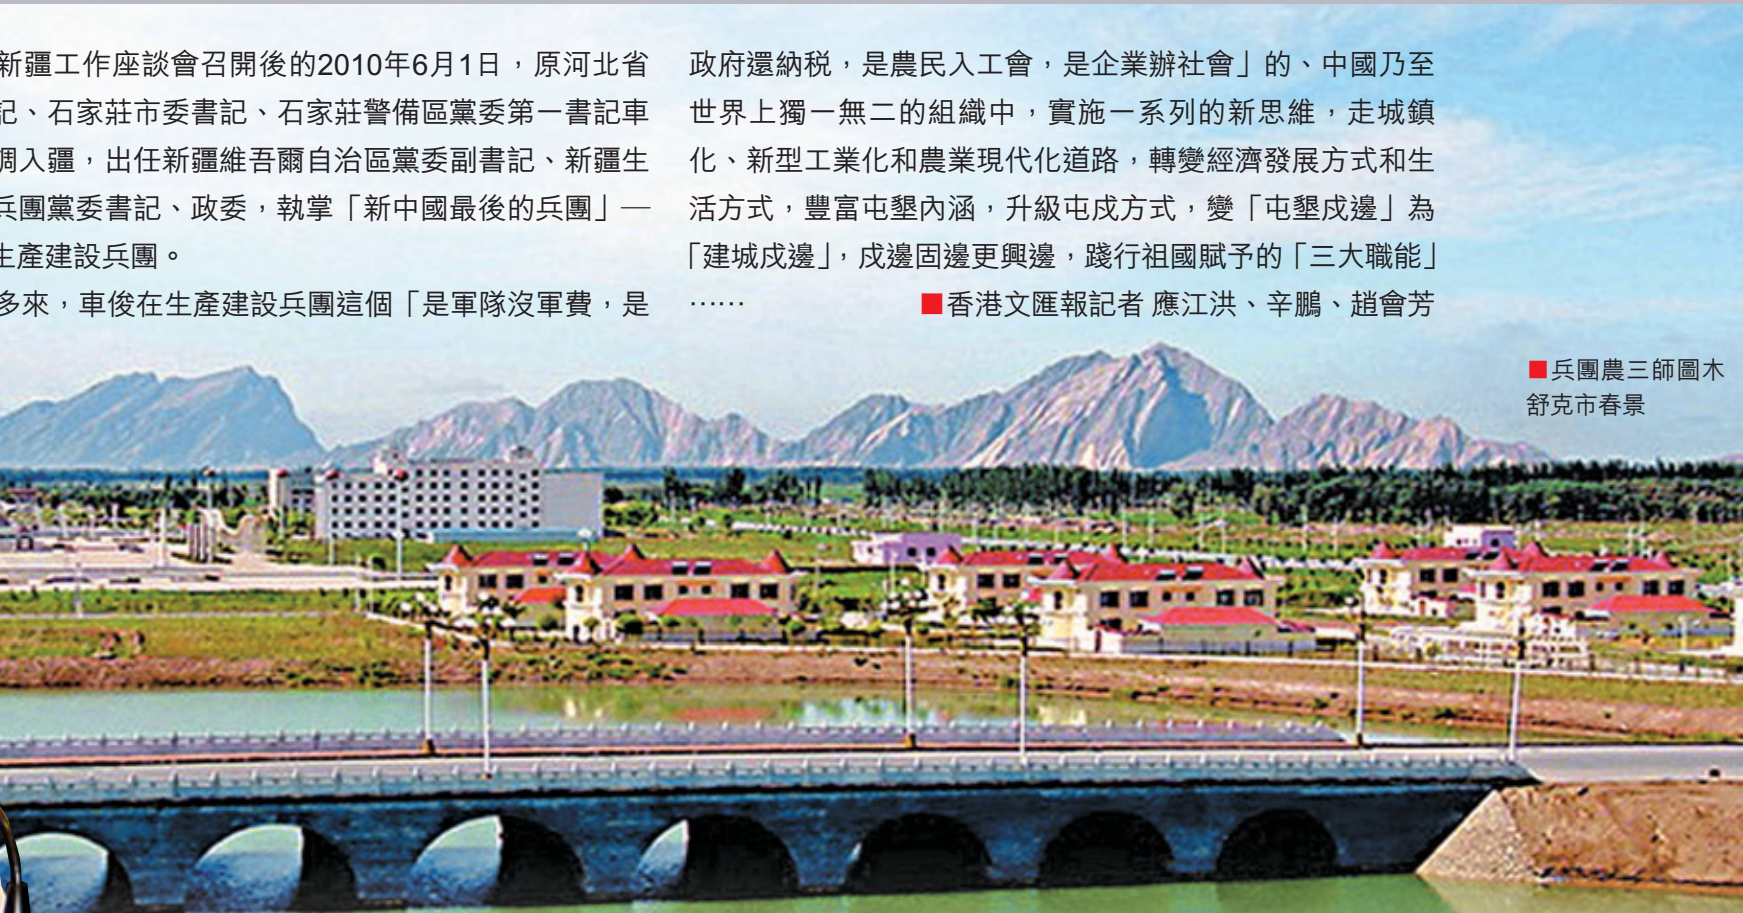 新疆工作座談會召開後的2010年6月1日，原河北省
記、石家莊市委書記、石家莊警備區黨委第一書記車
調入疆，出任新疆維吾爾自治區黨委副書記、新疆生
兵團黨委書記、政委，執掌「新中國最後的兵團」—
生產建設兵團。
多來，車俊在生產建設兵團這個「是軍隊沒軍費，是
政府還納税，是農民入工會，是企業辦社會」的、中國乃至
世界上獨一無二的組織中，實施一系列的新思維，走城鎮
化、新型工業化和農業現代化道路，轉變經濟發展方式和生
活方式，豐富屯墾內涵，升級屯戍方式，變「屯墾戍邊」為
「建城戍邊」，戍邊固邊更興邊，踐行祖國賦予的「三大職能」
……
■香港文匯報記者 應江洪、辛鵬、趙會芳
■兵團農三師圖木
舒克市春景